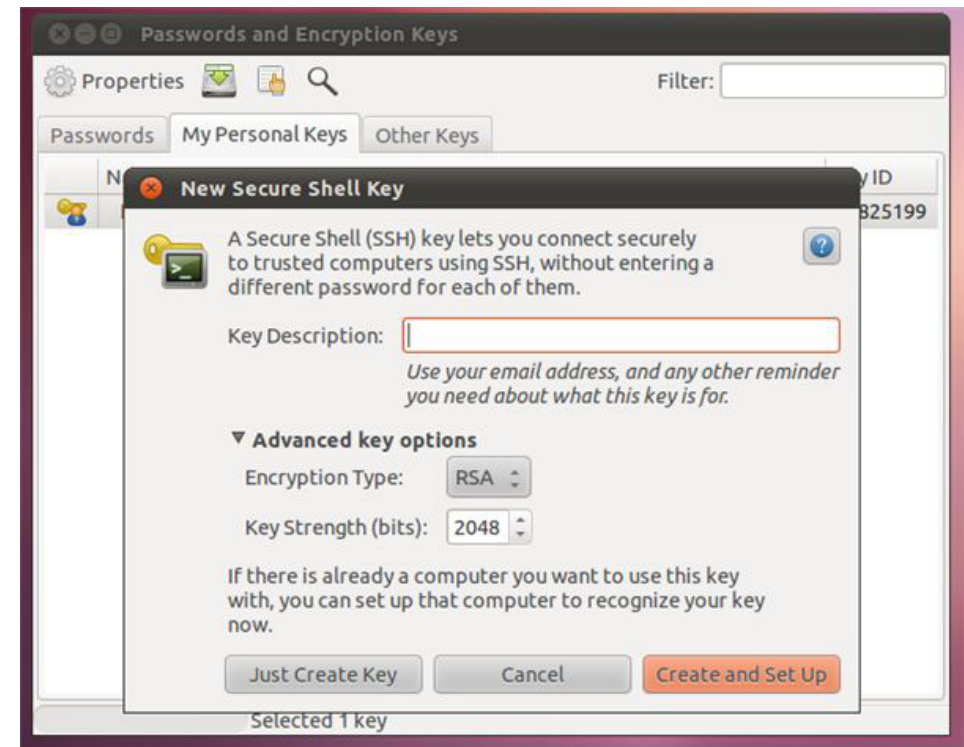 Passwords and Encryption Keys
Properties Filter:
Passwords My Personal Keys Other Keys
New Secure Shell Key
825199
A Secure Shell (SSH) key lets you connect securely
to trusted computers using SSH, without entering a
different password for each of them.
Key Description:
Use your email address, and any other reminder
you need about what this key is for.
Advanced key options
Encryption Type: RSA
Key Strength (bits): 2048
If there is already a computer you want to use this key
with, you can set up that computer to recognize your key
now.
Just Create Key Cancel Create and Set Up
Selected 1 key